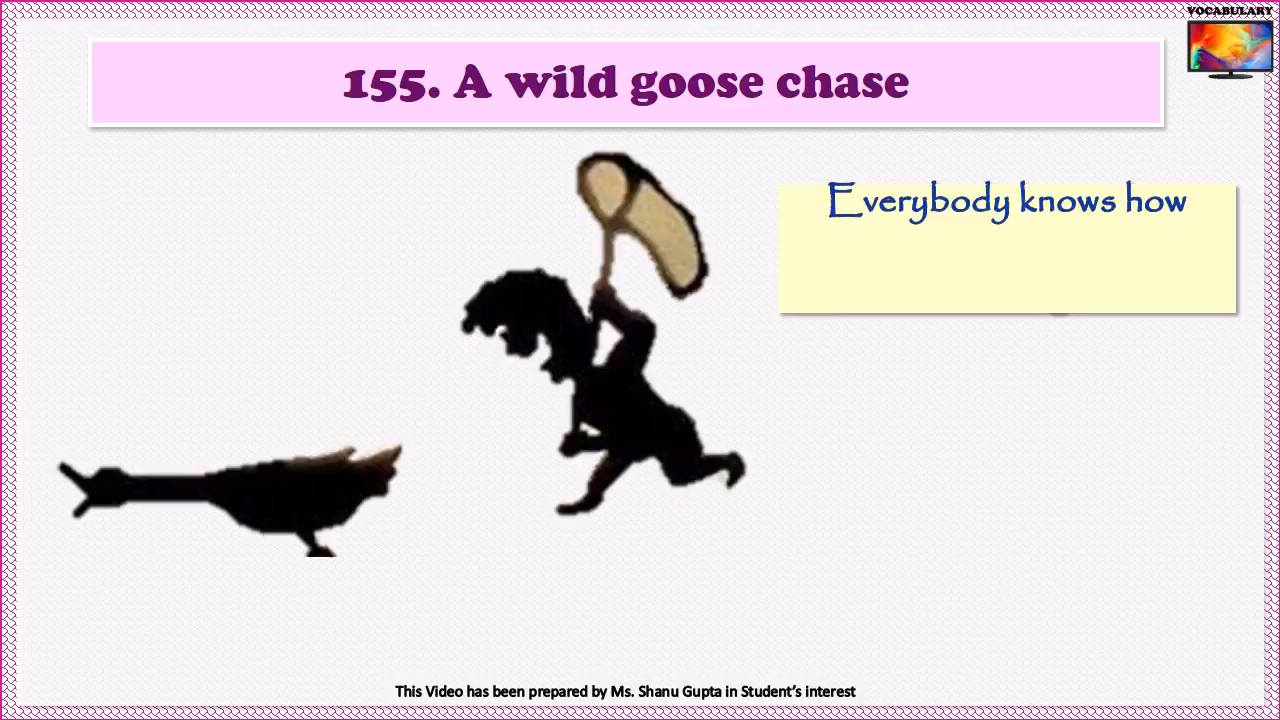 VOCABULARY
155. A wild goose chase
Everybody knows how
This Video has been prepared by Ms. Shanu Gupta in Student’s interest